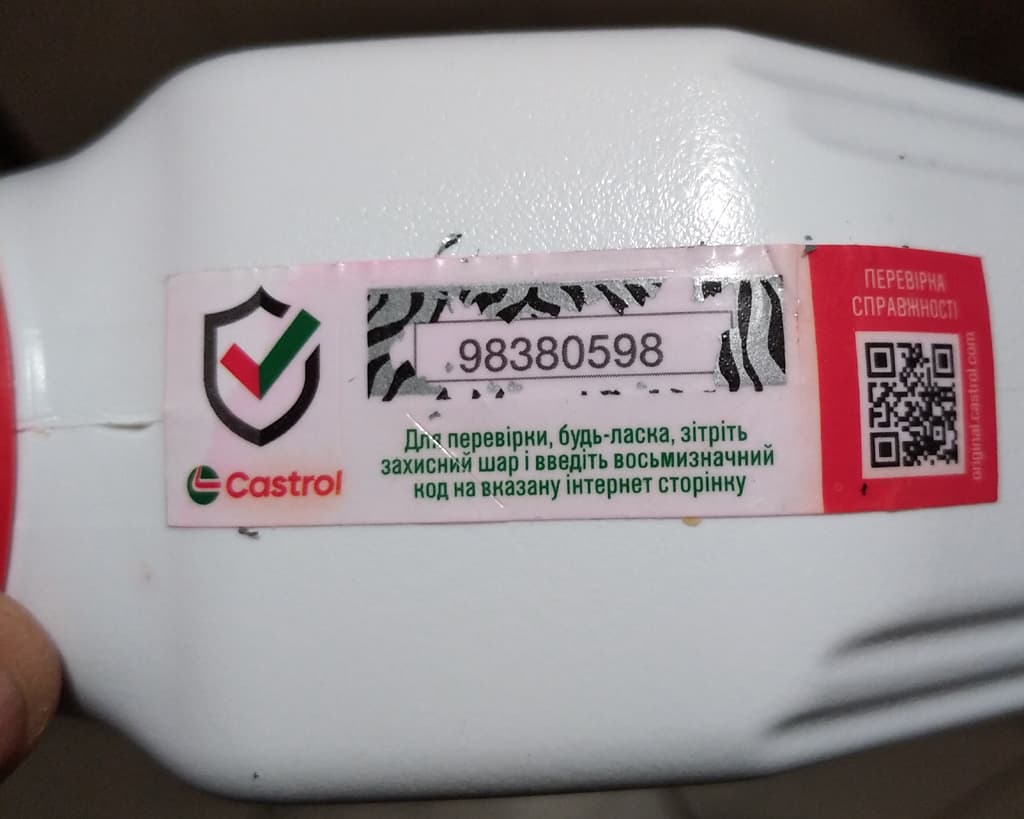 98380598
Для перевірки, будь-ласка, зітріть
захисний шар і введіть восьмизначний
код на вказану інтернет сторінку
Castrol
ПЕРЕВІРКА
СПРАВЖНОСТІ
original.castrol.com